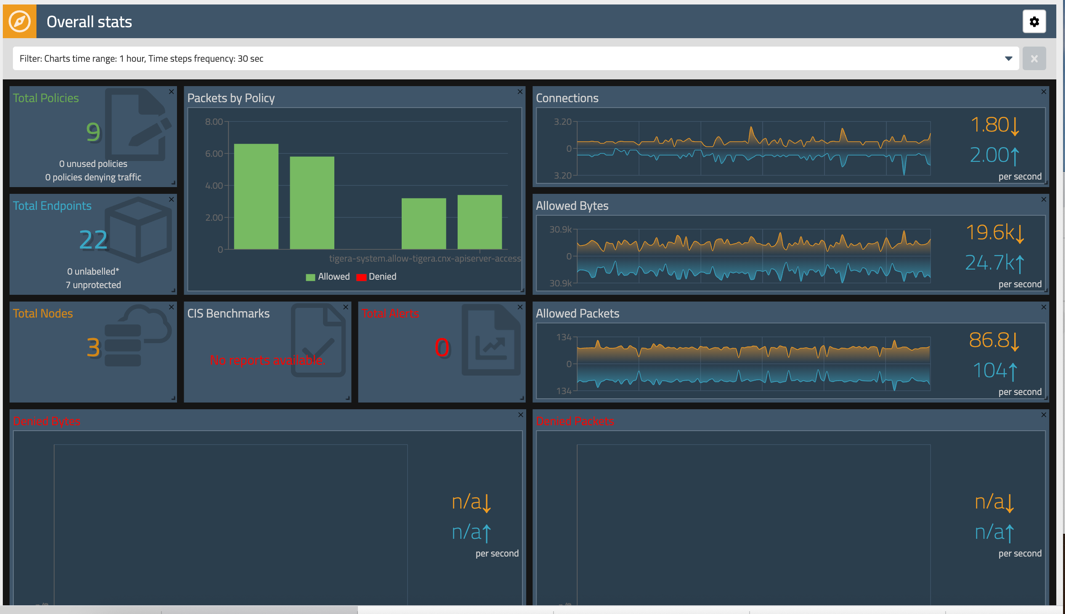 Overall stats
Filter: Charts time range: 1 hour, Time steps frequency: 30 sec
Total Policies
9
0 unused policies
0 policies denying traffic
Total Endpoints
22
0 unlabelled*
7 unprotected
Packets by Policy
8.00
6.00
4.00
2.00
0
tigera-system.allow-tigera.cnx-apiserver-access
Allowed
Denied
Connections
3.20
0
3.20
1.80↓
2.00↑
per second
Allowed Bytes
30.9k
0
30.9k
19.6k↓
24.7k↑
per second
Total Nodes
3
CIS Benchmarks
No reports available.
Total Alerts
0
Allowed Packets
134
0
134
86.8↓
104↑
per second
Denied Bytes
n/a↓
n/a↑
per second
Denied Packets
n/a↓
n/a↑
per second